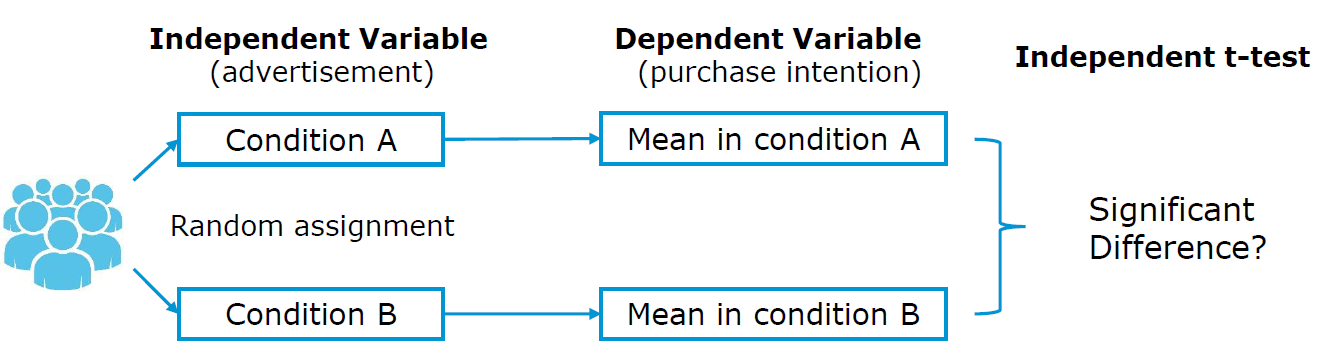 Independent Variable
(advertisement)
Dependent Variable
(purchase intention)
Independent t-test
Condition A
Mean in condition A
Random assignment
Significant
Difference?
Condition B
Mean in condition B